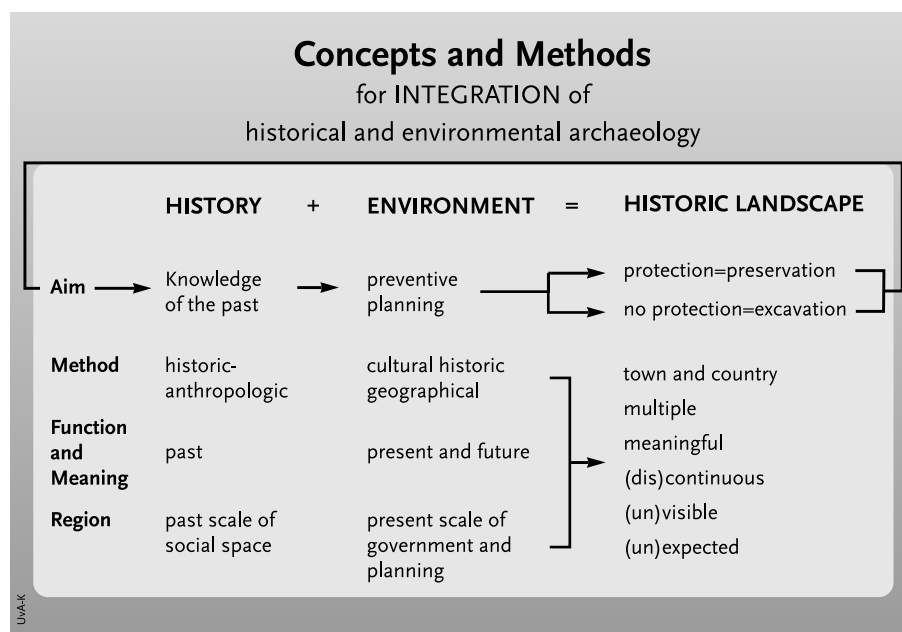 Concepts and Methods
for INTEGRATION of
historical and environmental archaeology
HISTORY + ENVIRONMENT = HISTORIC LANDSCAPE
Aim
Knowledge
of the past
preventive
planning
protection=preservation
no protection=excavation
Method
historic-
anthropologic
cultural historic
geographical
Function
and
Meaning
past
present and future
Region
past scale of
social space
present scale of
government and
planning
town and country
multiple
meaningful
(dis)continuous
(un)visible
(un)expected
UvA-K